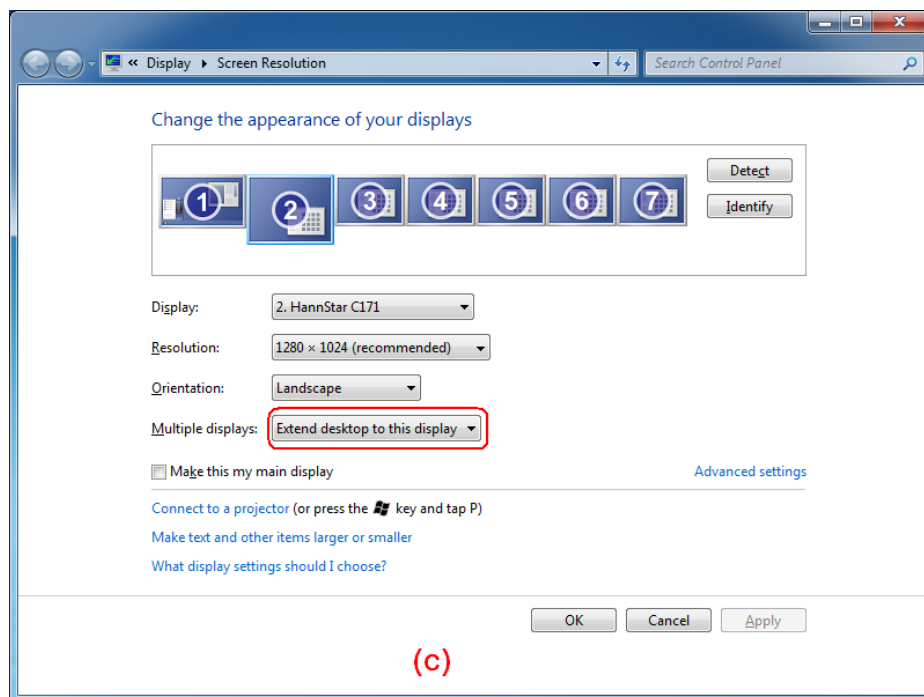 « Display ▸ Screen Resolution
Search Control Panel
Change the appearance of your displays
1 2 3 4 5 6 7
Detect
Identify
Display: 2. HannStar C171
Resolution: 1280 × 1024 (recommended)
Orientation: Landscape
Multiple displays: Extend desktop to this display
Make this my main display Advanced settings
Connect to a projector (or press the key and tap P)
Make text and other items larger or smaller
What display settings should I choose?
OK Cancel Apply
(c)